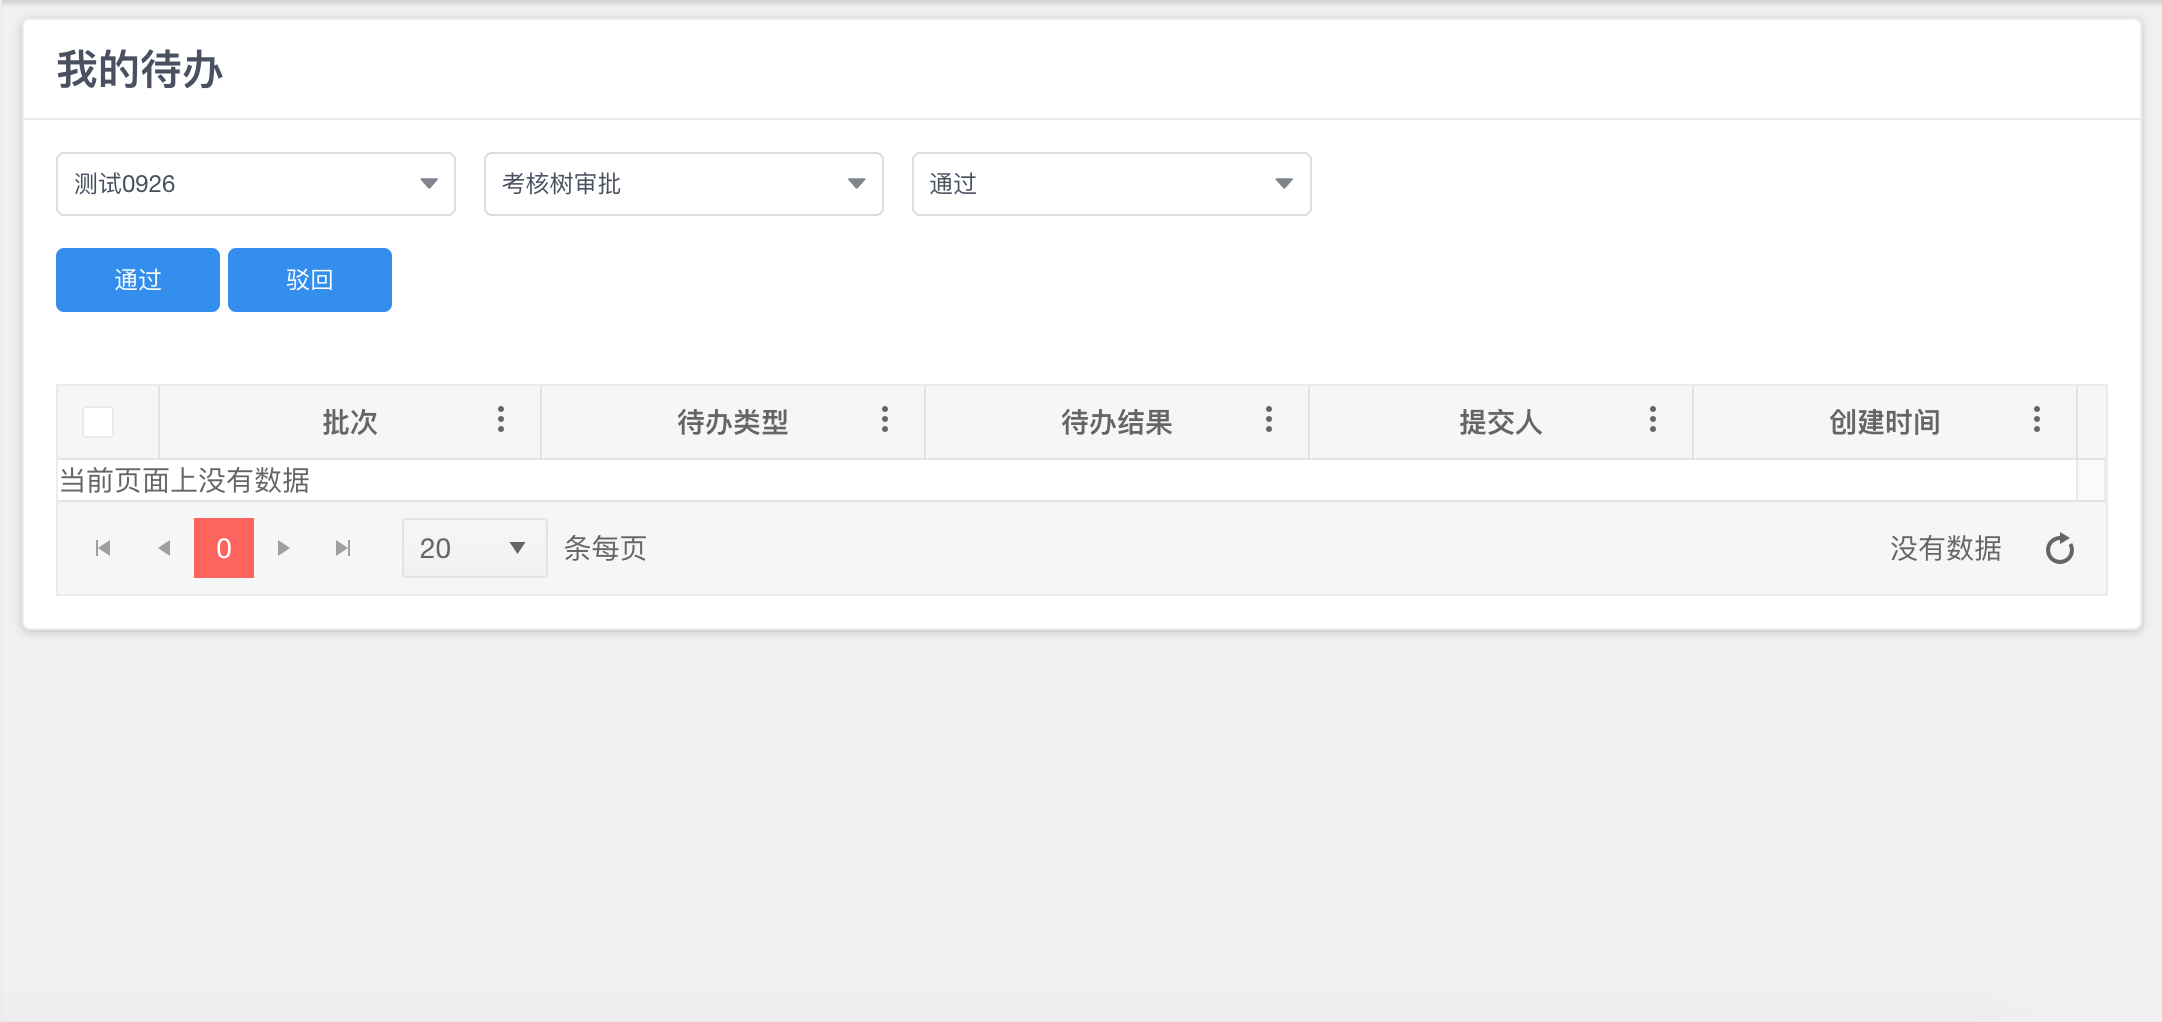 我的待办
测试0926 考核树审批 通过
通过 驳回
批次 待办类型 待办结果 提交人 创建时间
当前页面上没有数据
0 20 条每页 没有数据